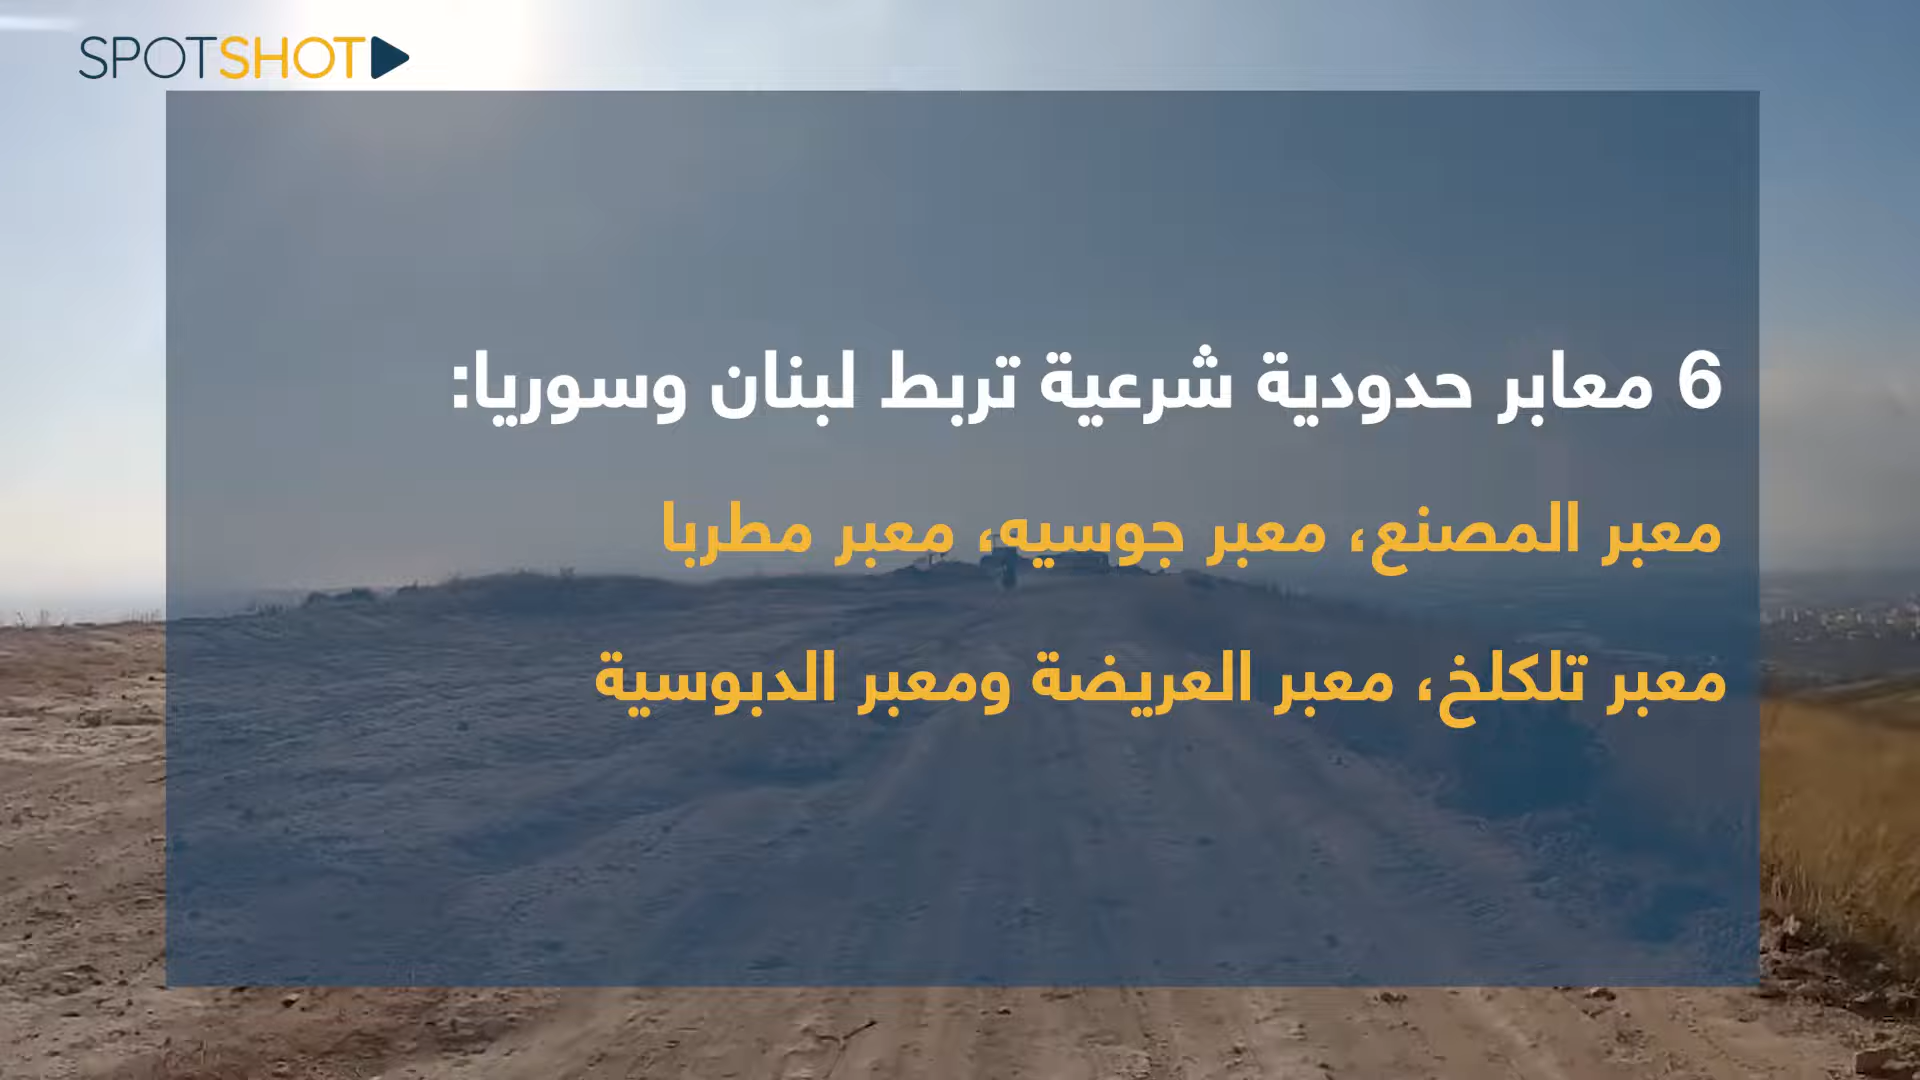 SPOTSHOT
6 معابر حدودية شرعية تربط لبنان وسوريا:
معبر المصنع، معبر جوسيه، معبر مطربا
معبر تلكلخ، معبر العريضة ومعبر الدبوسية